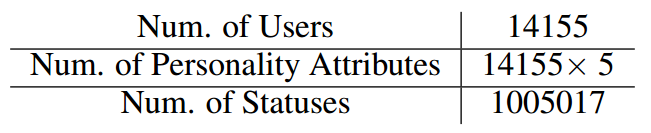 Num. of Users 14155
Num. of Personality Attributes 14155× 5
Num. of Statuses 1005017